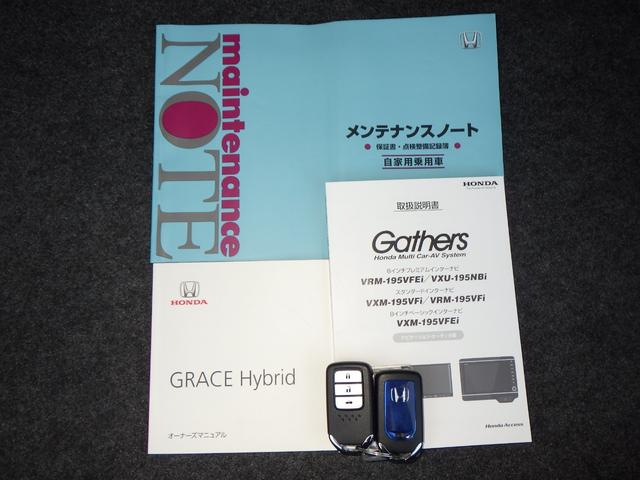 maintenance
NOTE
メンテナンスノート
● 保証書・点検整備記録簿 ●
自家用乗用車
HONDA
取扱説明書
Gathers
Honda Multi Car-AV System
8インチプレミアムインターナビ
VRM-195VFEi/VXU-195NBi
スタンダードインターナビ
VXM-195VFi/VRM-195VFi
8インチベーシックインターナビ
VXM-195VFEi
Honda Access
HONDA
GRACE Hybrid
オーナーズマニュアル